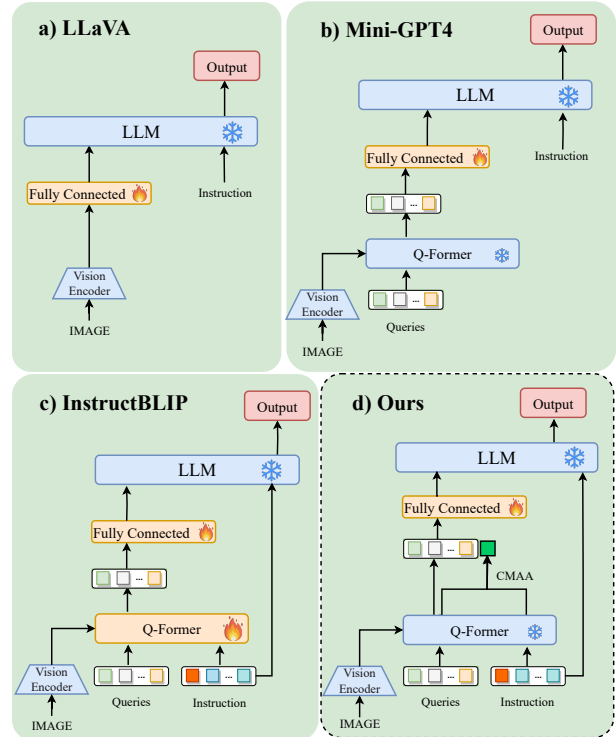 a) LLaVA
Output
LLM
Fully Connected
Instruction
Vision
Encoder
IMAGE
b) Mini-GPT4
Output
LLM
Fully Connected
Instruction
...
Q-Former
Vision
Encoder
...
Queries
IMAGE
c) InstructBLIP
Output
LLM
Fully Connected
...
Q-Former
Vision
Encoder
...
...
Queries
Instruction
IMAGE
d) Ours
Output
LLM
Fully Connected
...
CMAA
Q-Former
Vision
Encoder
...
...
Queries
Instruction
IMAGE